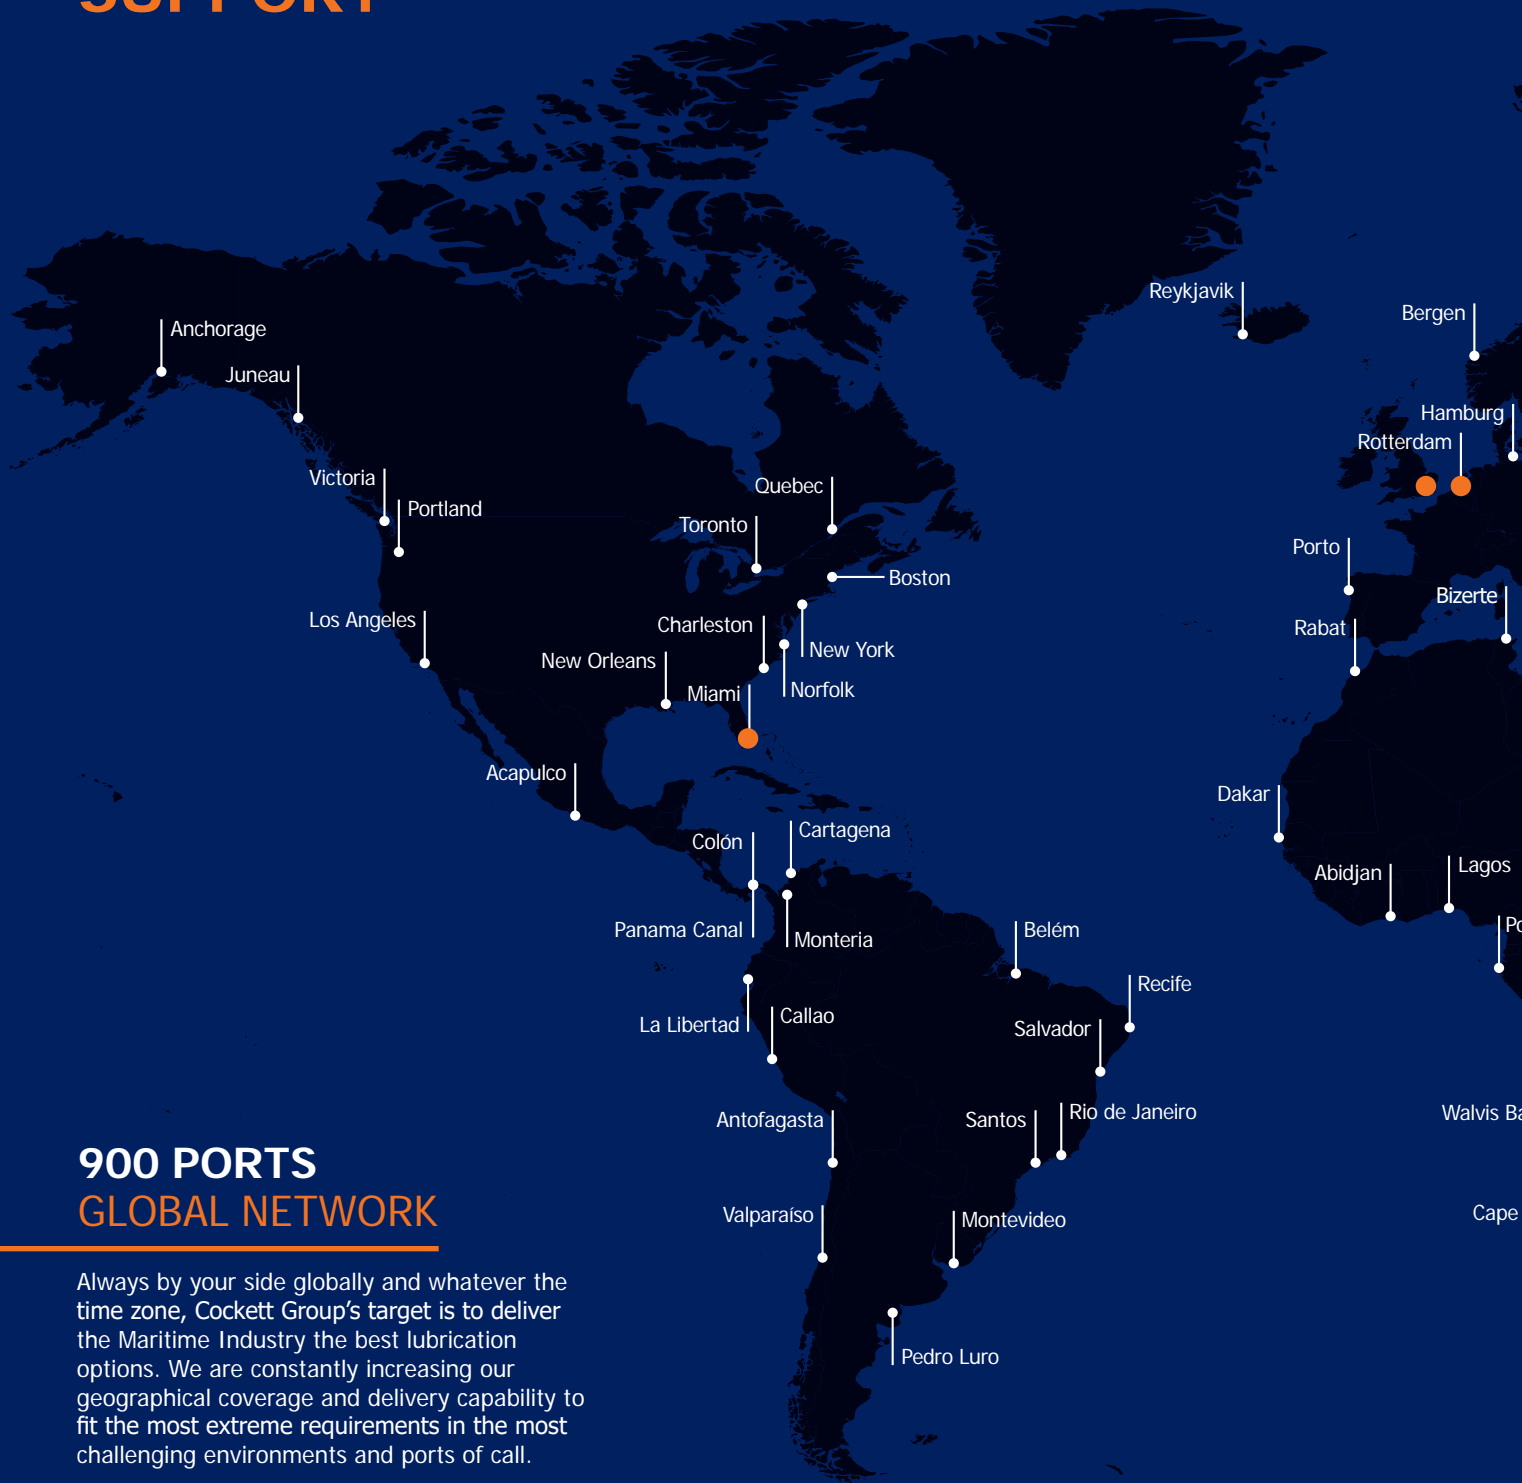 SUPPORT
Reykjavik
Bergen
Anchorage
Juneau
Hamburg
Rotterdam
Victoria
Portland
Quebec
Toronto
Porto
Boston
Bizerte
Los Angeles
Charleston
Rabat
New York
New Orleans
Miami
Norfolk
Acapulco
Dakar
Cartagena
Colón
Abidjan
Lagos
Panama Canal
Monteria
Belém
Recife
La Libertad
Callao
Salvador
Antofagasta
Santos
Rio de Janeiro
Walvis
Valparaíso
Montevideo
Cape
Pedro Luro
900 PORTS
GLOBAL NETWORK
Always by your side globally and whatever the
time zone, Cockett Group's target is to deliver
the Maritime Industry the best lubrication
options. We are constantly increasing our
geographical coverage and delivery capability to
fit the most extreme requirements in the most
challenging environments and ports of call.